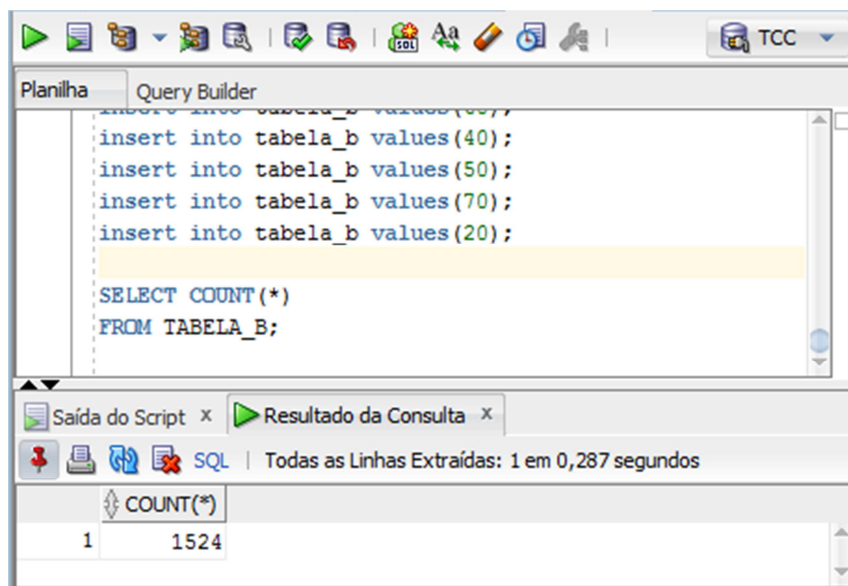 TCC
Planilha Query Builder
insert into tabela_b values(40);
insert into tabela_b values(50);
insert into tabela_b values(70);
insert into tabela_b values(20);
SELECT COUNT(*)
FROM TABELA_B;
Saída do Script x Resultado da Consulta x
SQL | Todas as Linhas Extraídas: 1 em 0,287 segundos
COUNT(*)
1 1524